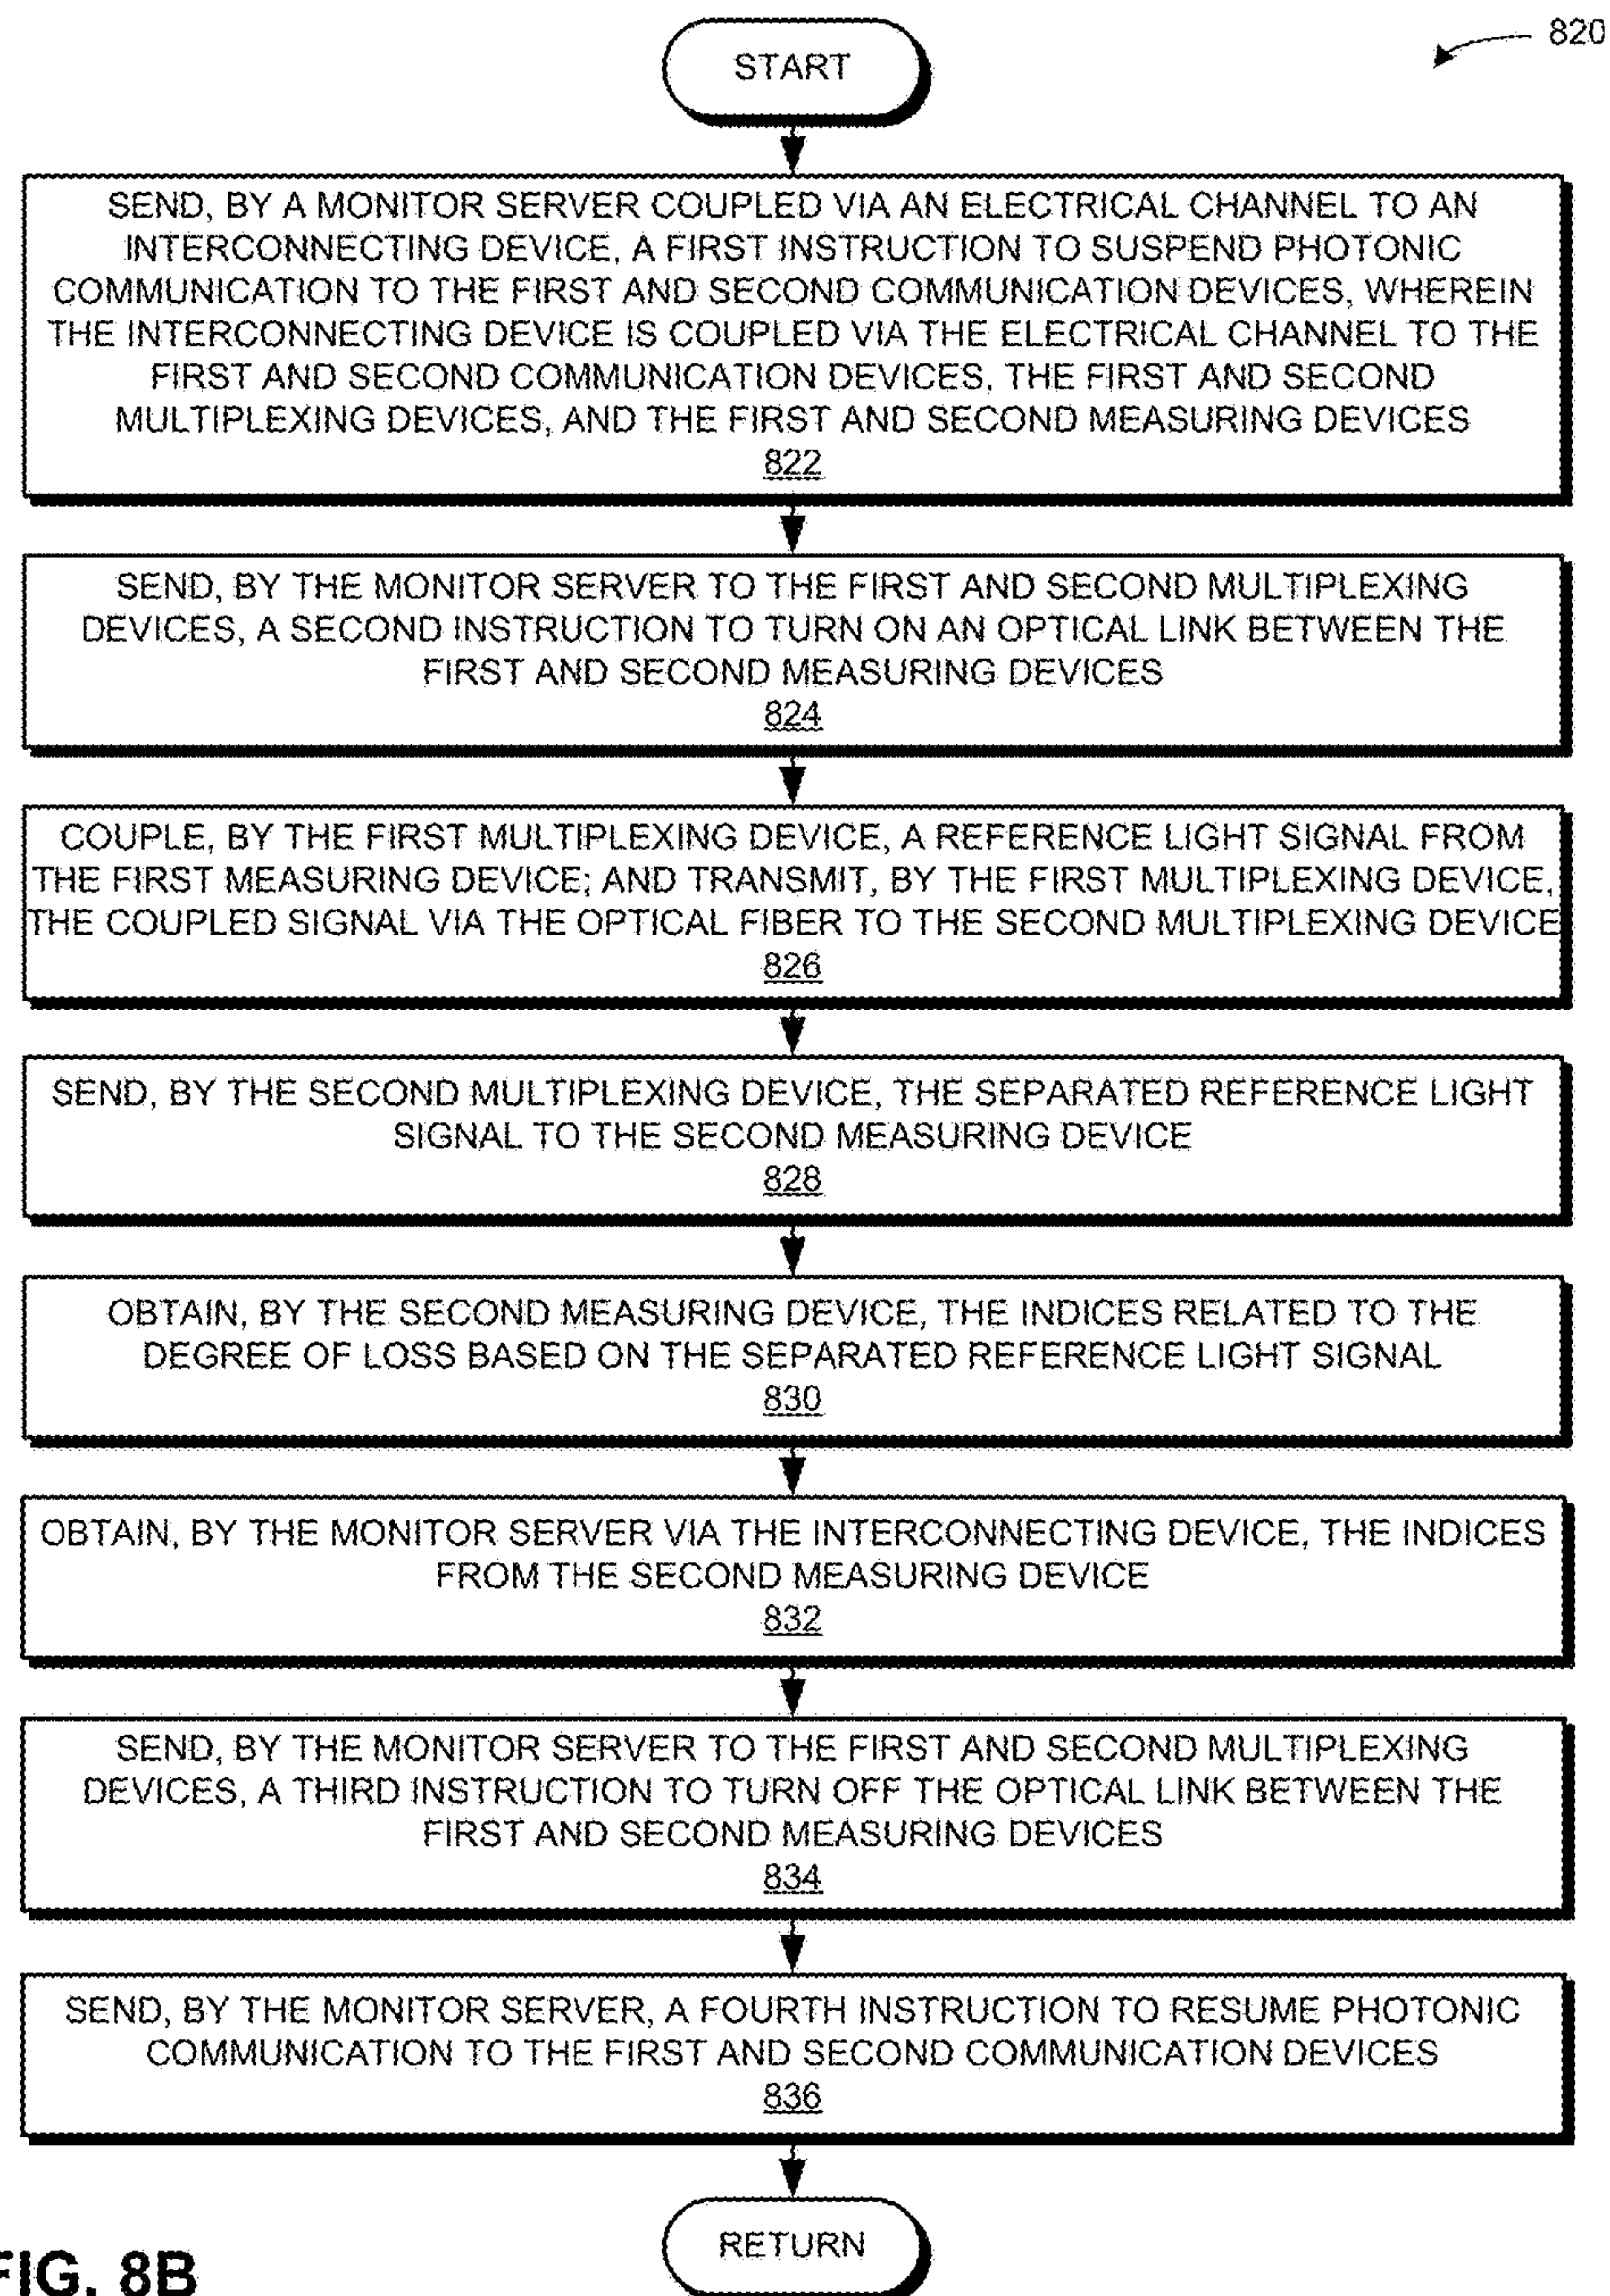 820
START
SEND, BY A MONITOR SERVER COUPLED VIA AN ELECTRICAL CHANNEL TO AN
INTERCONNECTING DEVICE, A FIRST INSTRUCTION TO SUSPEND PHOTONIC
COMMUNICATION TO THE FIRST AND SECOND COMMUNICATION DEVICES, WHEREIN
THE INTERCONNECTING DEVICE IS COUPLED VIA THE ELECTRICAL CHANNEL TO THE
FIRST AND SECOND COMMUNICATION DEVICES, THE FIRST AND SECOND
MULTIPLEXING DEVICES, AND THE FIRST AND SECOND MEASURING DEVICES
822
SEND, BY THE MONITOR SERVER TO THE FIRST AND SECOND MULTIPLEXING
DEVICES, A SECOND INSTRUCTION TO TURN ON AN OPTICAL LINK BETWEEN THE
FIRST AND SECOND MEASURING DEVICES
824
COUPLE, BY THE FIRST MULTIPLEXING DEVICE, A REFERENCE LIGHT SIGNAL FROM
THE FIRST MEASURING DEVICE; AND TRANSMIT, BY THE FIRST MULTIPLEXING DEVICE,
THE COUPLED SIGNAL VIA THE OPTICAL FIBER TO THE SECOND MULTIPLEXING DEVICE
826
SEND, BY THE SECOND MULTIPLEXING DEVICE, THE SEPARATED REFERENCE LIGHT
SIGNAL TO THE SECOND MEASURING DEVICE
828
OBTAIN, BY THE SECOND MEASURING DEVICE, THE INDICES RELATED TO THE
DEGREE OF LOSS BASED ON THE SEPARATED REFERENCE LIGHT SIGNAL
830
OBTAIN, BY THE MONITOR SERVER VIA THE INTERCONNECTING DEVICE, THE INDICES
FROM THE SECOND MEASURING DEVICE
832
SEND, BY THE MONITOR SERVER TO THE FIRST AND SECOND MULTIPLEXING
DEVICES, A THIRD INSTRUCTION TO TURN OFF THE OPTICAL LINK BETWEEN THE
FIRST AND SECOND MEASURING DEVICES
834
SEND, BY THE MONITOR SERVER, A FOURTH INSTRUCTION TO RESUME PHOTONIC
COMMUNICATION TO THE FIRST AND SECOND COMMUNICATION DEVICES
836
RETURN
FIG. 8B